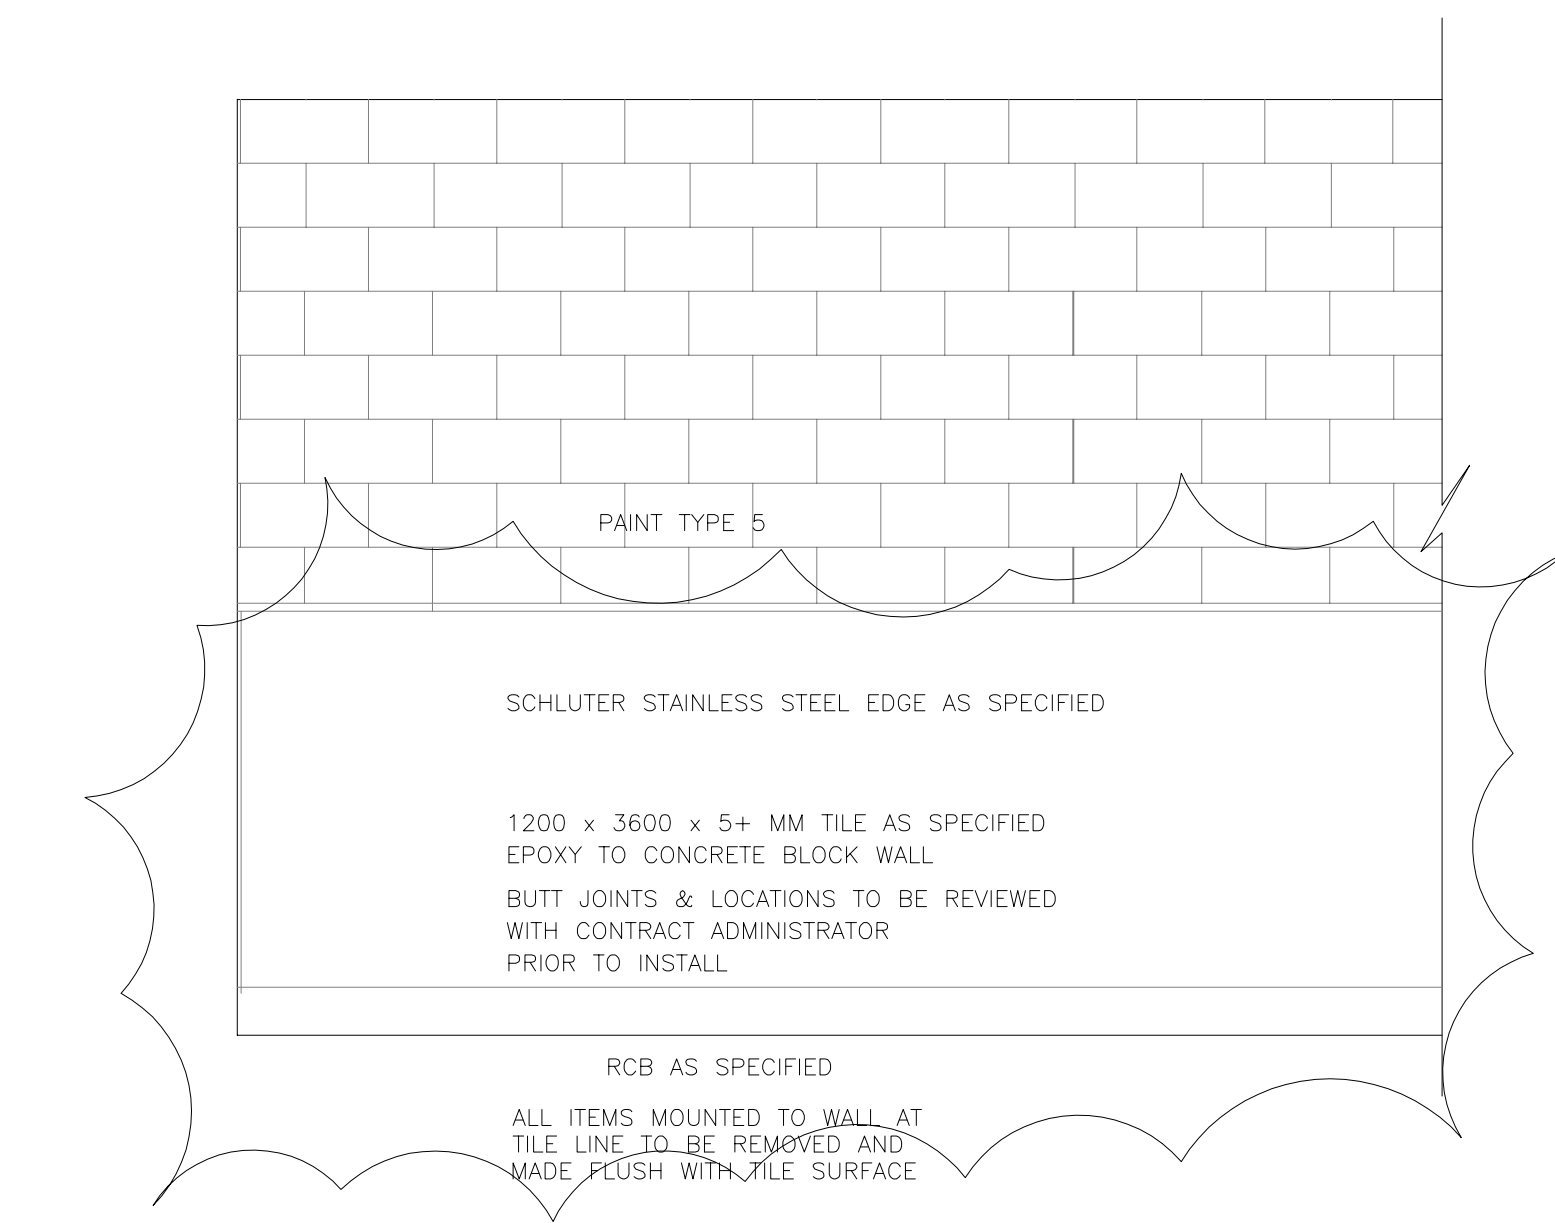 PAINT TYPE 5
SCHLUTER STAINLESS STEEL EDGE AS SPECIFIED
1200 x 3600 x 5+ MM TILE AS SPECIFIED
EPOXY TO CONCRETE BLOCK WALL
BUTT JOINTS & LOCATIONS TO BE REVIEWED
WITH CONTRACT ADMINISTRATOR
PRIOR TO INSTALL
RCB AS SPECIFIED
ALL ITEMS MOUNTED TO WALL AT
TILE LINE TO BE REMOVED AND
MADE FLUSH WITH TILE SURFACE